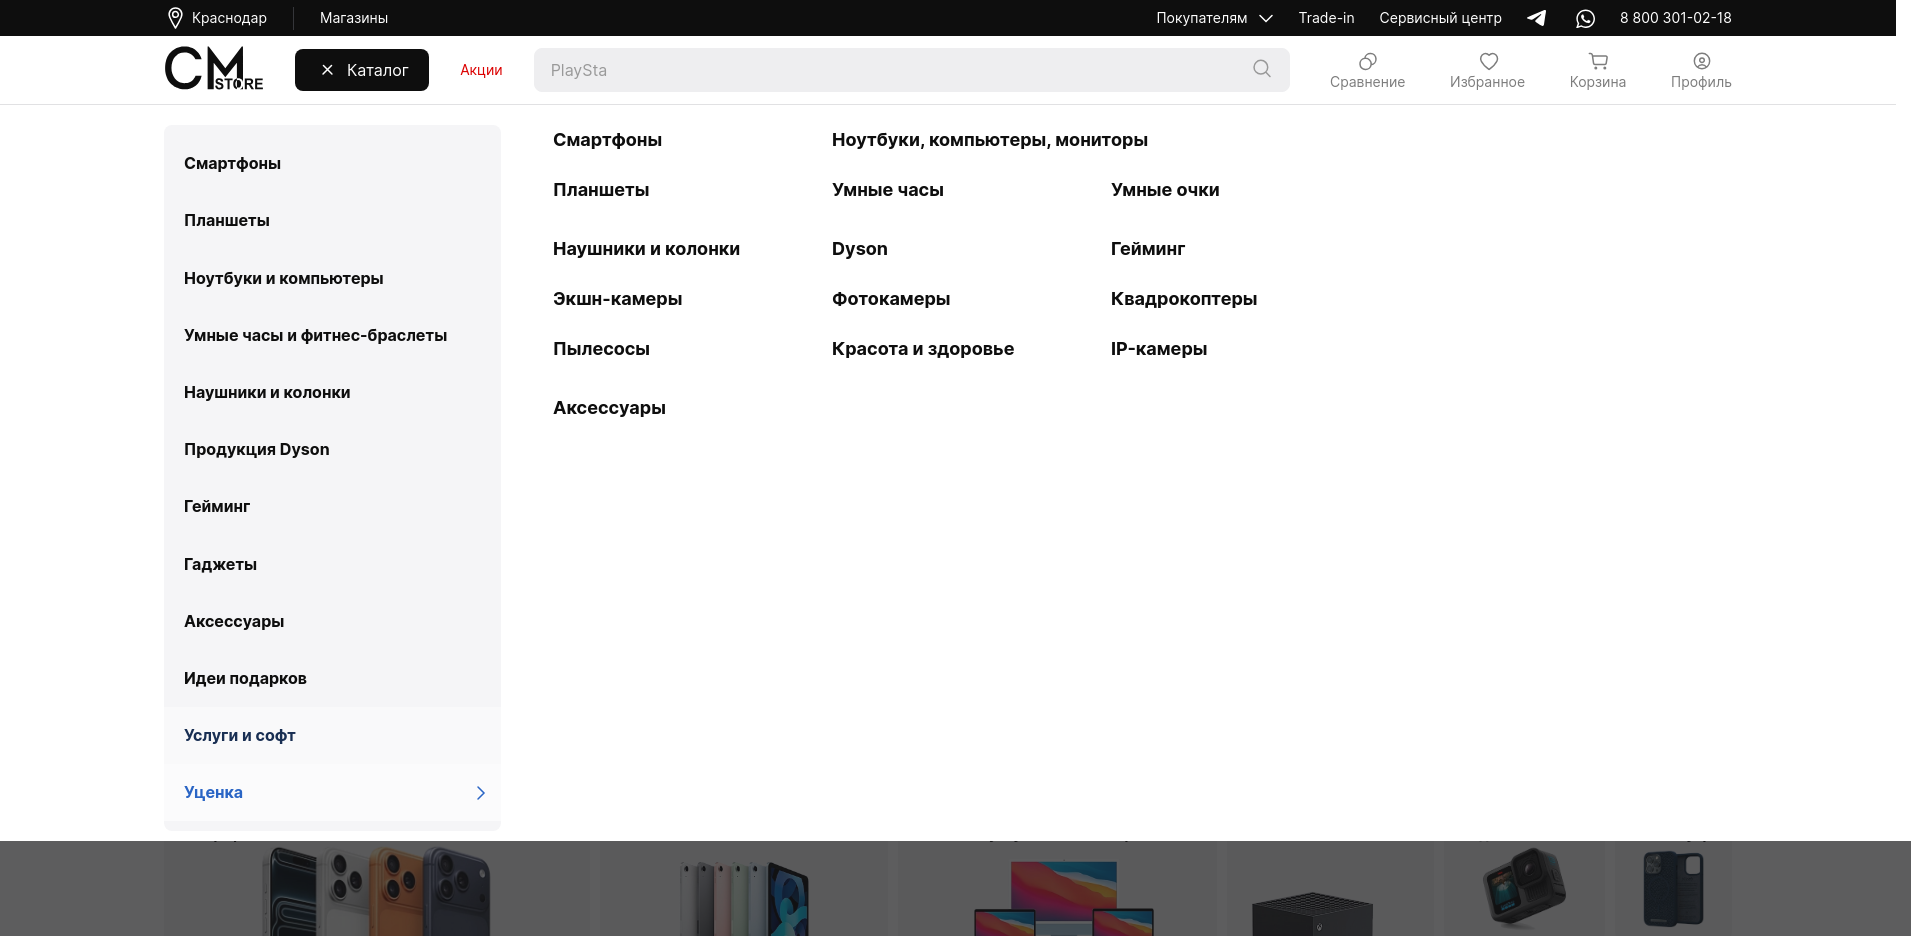 Краснодар
Магазины
Покупателям
Trade-in
Сервисный центр
8 800 301-02-18
CM STORE
Каталог
Акции
PlaySta
Сравнение
Избранное
Корзина
Профиль
Смартфоны
Планшеты
Ноутбуки и компьютеры
Умные часы и фитнес-браслеты
Наушники и колонки
Продукция Dyson
Гейминг
Гаджеты
Аксессуары
Идеи подарков
Услуги и софт
Уценка
Смартфоны
Ноутбуки, компьютеры, мониторы
Планшеты
Умные часы
Умные очки
Наушники и колонки
Dyson
Гейминг
Экшн-камеры
Фотокамеры
Квадрокоптеры
Пылесосы
Красота и здоровье
IP-камеры
Аксессуары